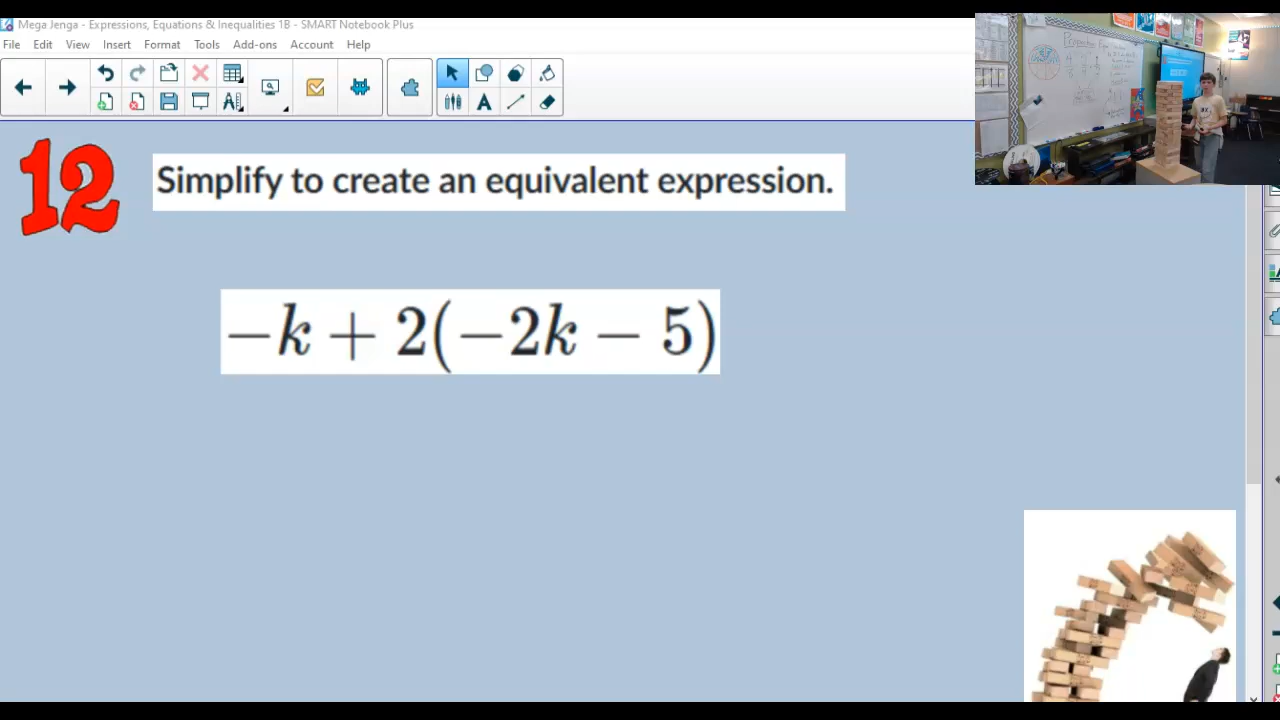 Mega Jenga - Expressions, Equations & Inequalities 1B - SMART Notebook Plus
File Edit View Insert Format Tools Add-ons Account Help
12
Simplify to create an equivalent expression.
−k + 2(−2k − 5)